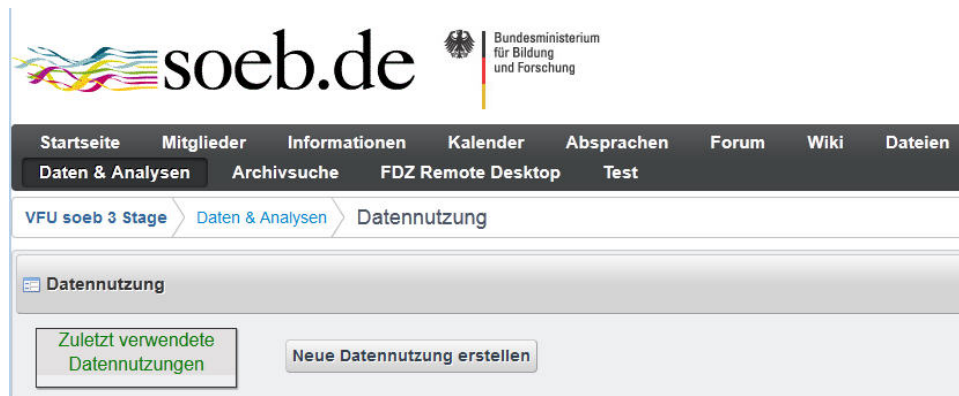 soeb.de
Bundesministerium
für Bildung
und Forschung
Startseite Mitglieder Informationen Kalender Absprachen Forum Wiki Dateien
Daten & Analysen Archivsuche FDZ Remote Desktop Test
VFU soeb 3 Stage Daten & Analysen Datennutzung
Datennutzung
Zuletzt verwendete
Datennutzungen
Neue Datennutzung erstellen